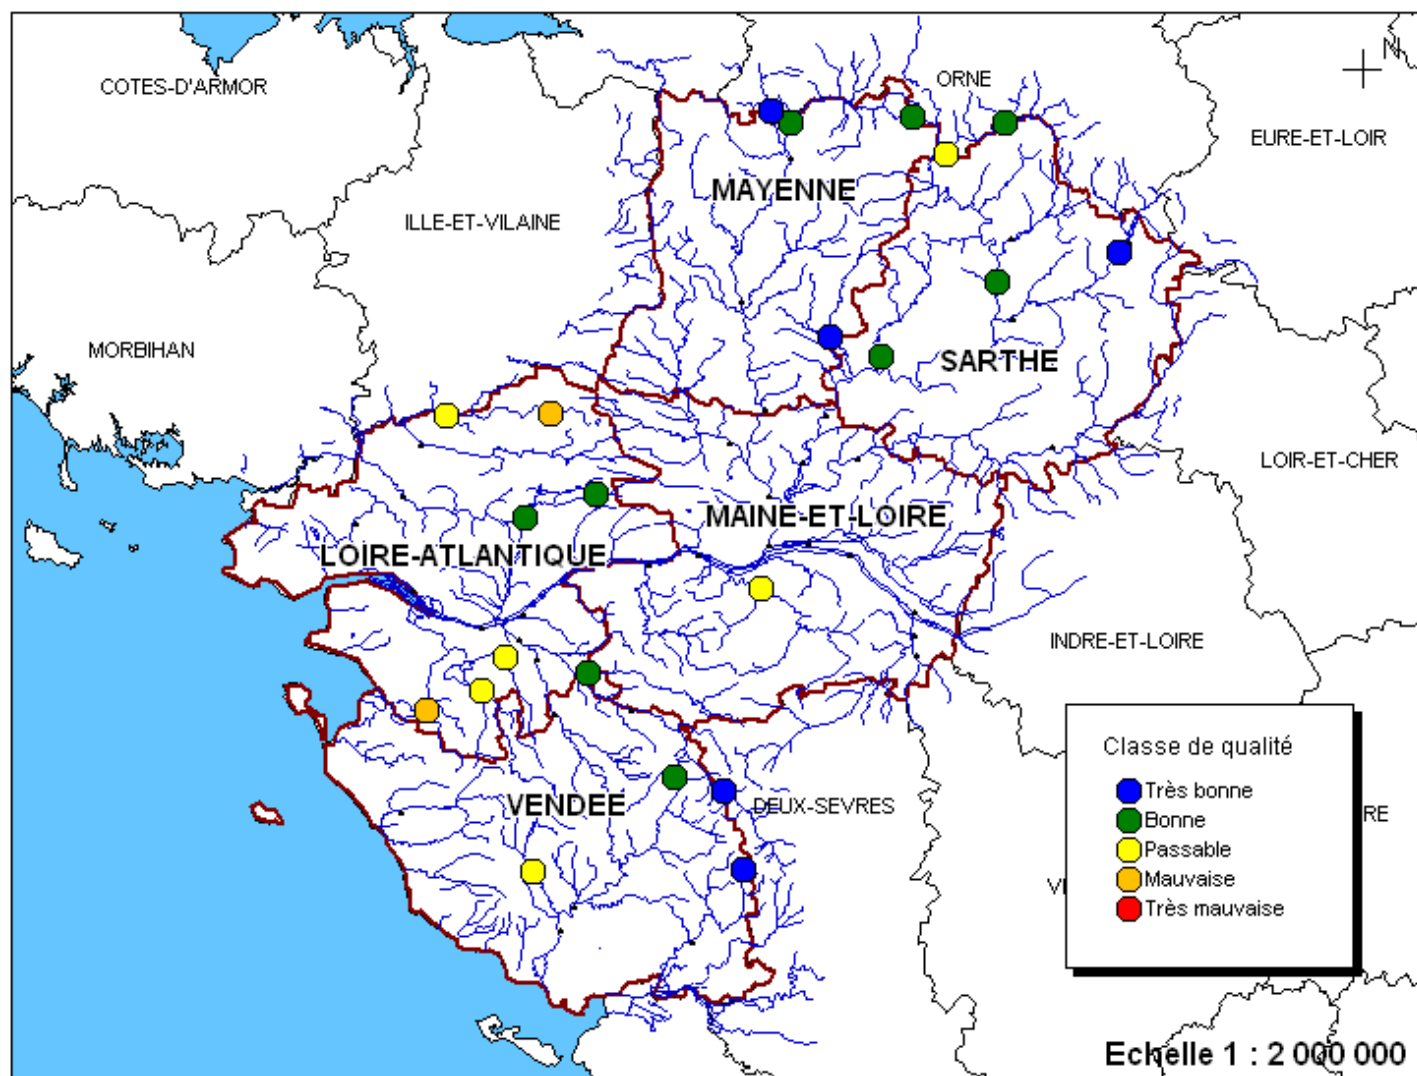 N
ORNE
COTES-D'ARMOR
EURE-ET-LOIR
MAYENNE
ILLE-ET-VILAINE
MORBIHAN
SARTHE
LOIR-ET-CHER
MAINE-ET-LOIRE
LOIRE-ATLANTIQUE
INDRE-ET-LOIRE
Classe de qualité
Très bonne
VENDEE
DEUX-SEVRES
Bonne
RE
Passable
Mauvaise
Très mauvaise
Echelle 1 : 2 000 000